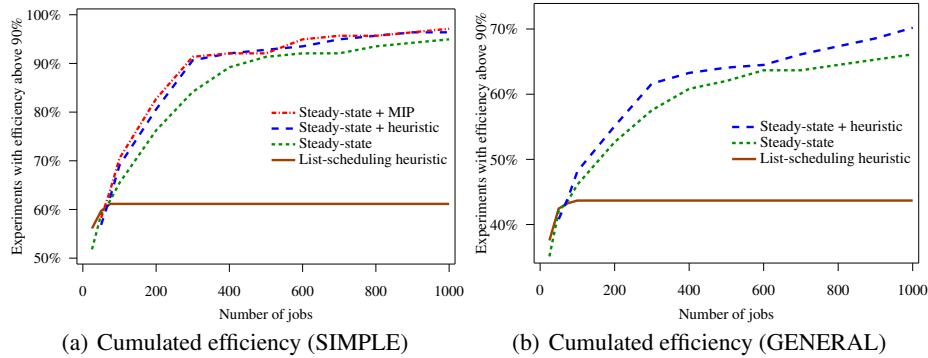 Experiments with efficiency above 90%
100%
90%
80%
70%
60%
50%
Steady-state + MIP
Steady-state + heuristic
Steady-state
List-scheduling heuristic
0
200
400
600
800
1000
Number of jobs
(a) Cumulated efficiency (SIMPLE)
Experiments with efficiency above 90%
70%
60%
50%
40%
Steady-state + heuristic
Steady-state
List-scheduling heuristic
0
200
400
600
800
1000
Number of jobs
(b) Cumulated efficiency (GENERAL)